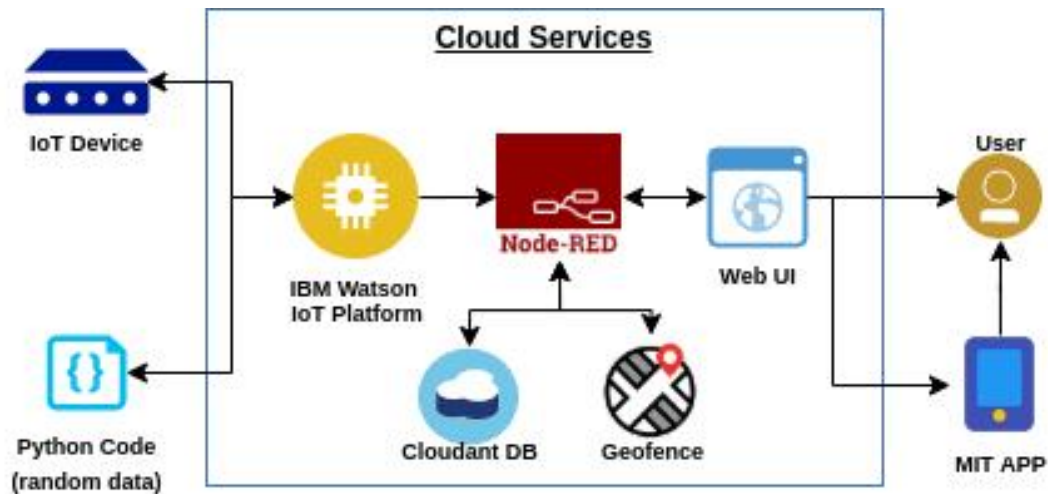 Cloud Services
IoT Device
User
Node-RED
IBM Watson
IoT Platform
Web UI
Python Code
(random data)
Cloudant DB
Geofence
MIT APP